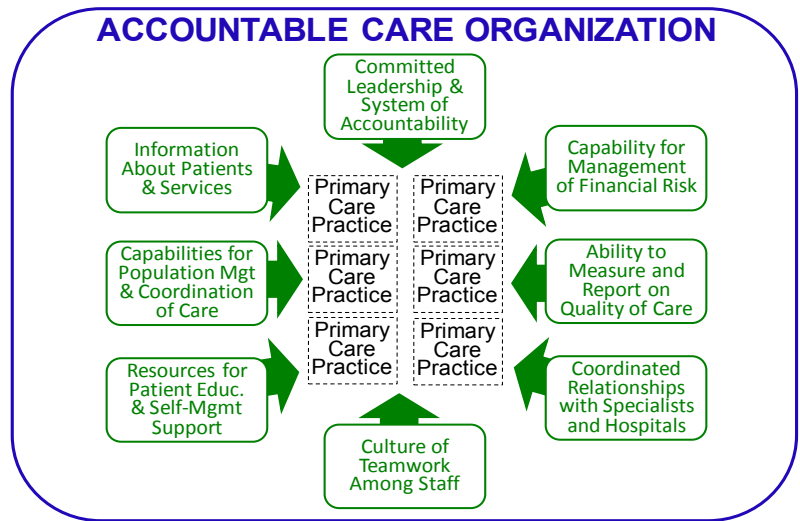 ACCOUNTABLE CARE ORGANIZATION
Committed
Leadership &
System of
Accountability
Information
About Patients
& Services
Capability for
Management
of Financial Risk
Primary
Care
Practice
Primary
Care
Practice
Capabilities for
Population Mgt
& Coordination
of Care
Primary
Care
Practice
Primary
Care
Practice
Ability to
Measure and
Report on
Quality of Care
Resources for
Patient Educ.
& Self-Mgmt
Support
Primary
Care
Practice
Primary
Care
Practice
Coordinated
Relationships
with Specialists
and Hospitals
Culture of
Teamwork
Among Staff